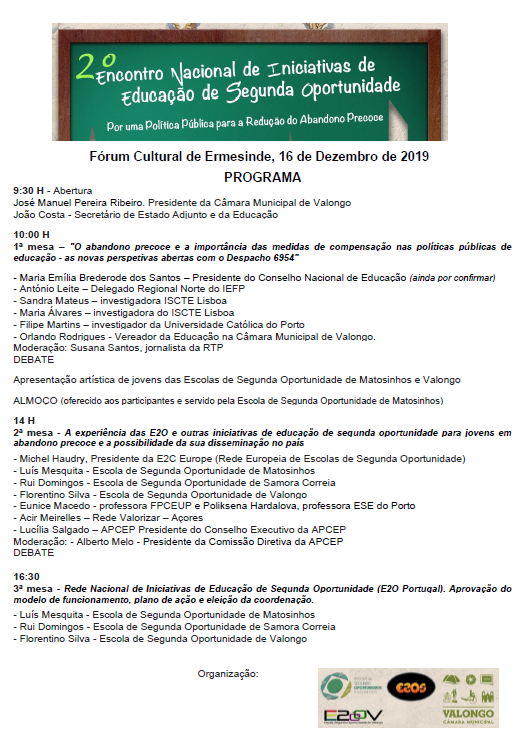 2º Encontro Nacional de Iniciativas de
Educação de Segunda Oportunidade
Por uma Política Pública para a Redução do Abandono Precoce
Fórum Cultural de Ermesinde, 16 de Dezembro de 2019
PROGRAMA
9:30 H - Abertura
José Manuel Pereira Ribeiro. Presidente da Câmara Municipal de Valongo
João Costa - Secretário de Estado Adjunto e da Educação
10:00 H
1ª mesa – "O abandono precoce e a importância das medidas de compensação nas políticas públicas de
educação - as novas perspetivas abertas com o Despacho 6954"
- Maria Emília Brederode dos Santos – Presidente do Conselho Nacional de Educação (ainda por confirmar)
- António Leite – Delegado Regional Norte do IEFP
- Sandra Mateus – investigadora ISCTE Lisboa
- Maria Álvares – investigadora do ISCTE Lisboa
- Filipe Martins – investigador da Universidade Católica do Porto
- Orlando Rodrigues - Vereador da Educação na Câmara Municipal de Valongo.
Moderação: Susana Santos, jornalista da RTP
DEBATE
Apresentação artística de jovens das Escolas de Segunda Oportunidade de Matosinhos e Valongo
ALMOÇO (oferecido aos participantes e servido pela Escola de Segunda Oportunidade de Matosinhos)
14 H
2ª mesa - A experiência das E2O e outras iniciativas de educação de segunda oportunidade para jovens em
abandono precoce e a possibilidade da sua disseminação no país
- Michel Haudry, Presidente da E2C Europe (Rede Europeia de Escolas de Segunda Oportunidade)
- Luís Mesquita - Escola de Segunda Oportunidade de Matosinhos
- Rui Domingos - Escola de Segunda Oportunidade de Samora Correia
- Florentino Silva - Escola de Segunda Oportunidade de Valongo
- Eunice Macedo - professora FPCEUP e Poliksena Hardalova, professora ESE do Porto
- Acir Meirelles – Rede Valorizar – Açores
- Lucília Salgado – APCEP Presidente do Conselho Executivo da APCEP
Moderação: - Alberto Melo - Presidente da Comissão Diretiva da APCEP
DEBATE
16:30
3ª mesa - Rede Nacional de Iniciativas de Educação de Segunda Oportunidade (E2O Portugal). Aprovação do
modelo de funcionamento, plano de ação e eleição da coordenação.
- Luís Mesquita - Escola de Segunda Oportunidade de Matosinhos
- Rui Domingos - Escola de Segunda Oportunidade de Samora Correia
- Florentino Silva - Escola de Segunda Oportunidade de Valongo
Organização:
E2OS
E2OV
VALONGO
CÂMARA MUNICIPAL